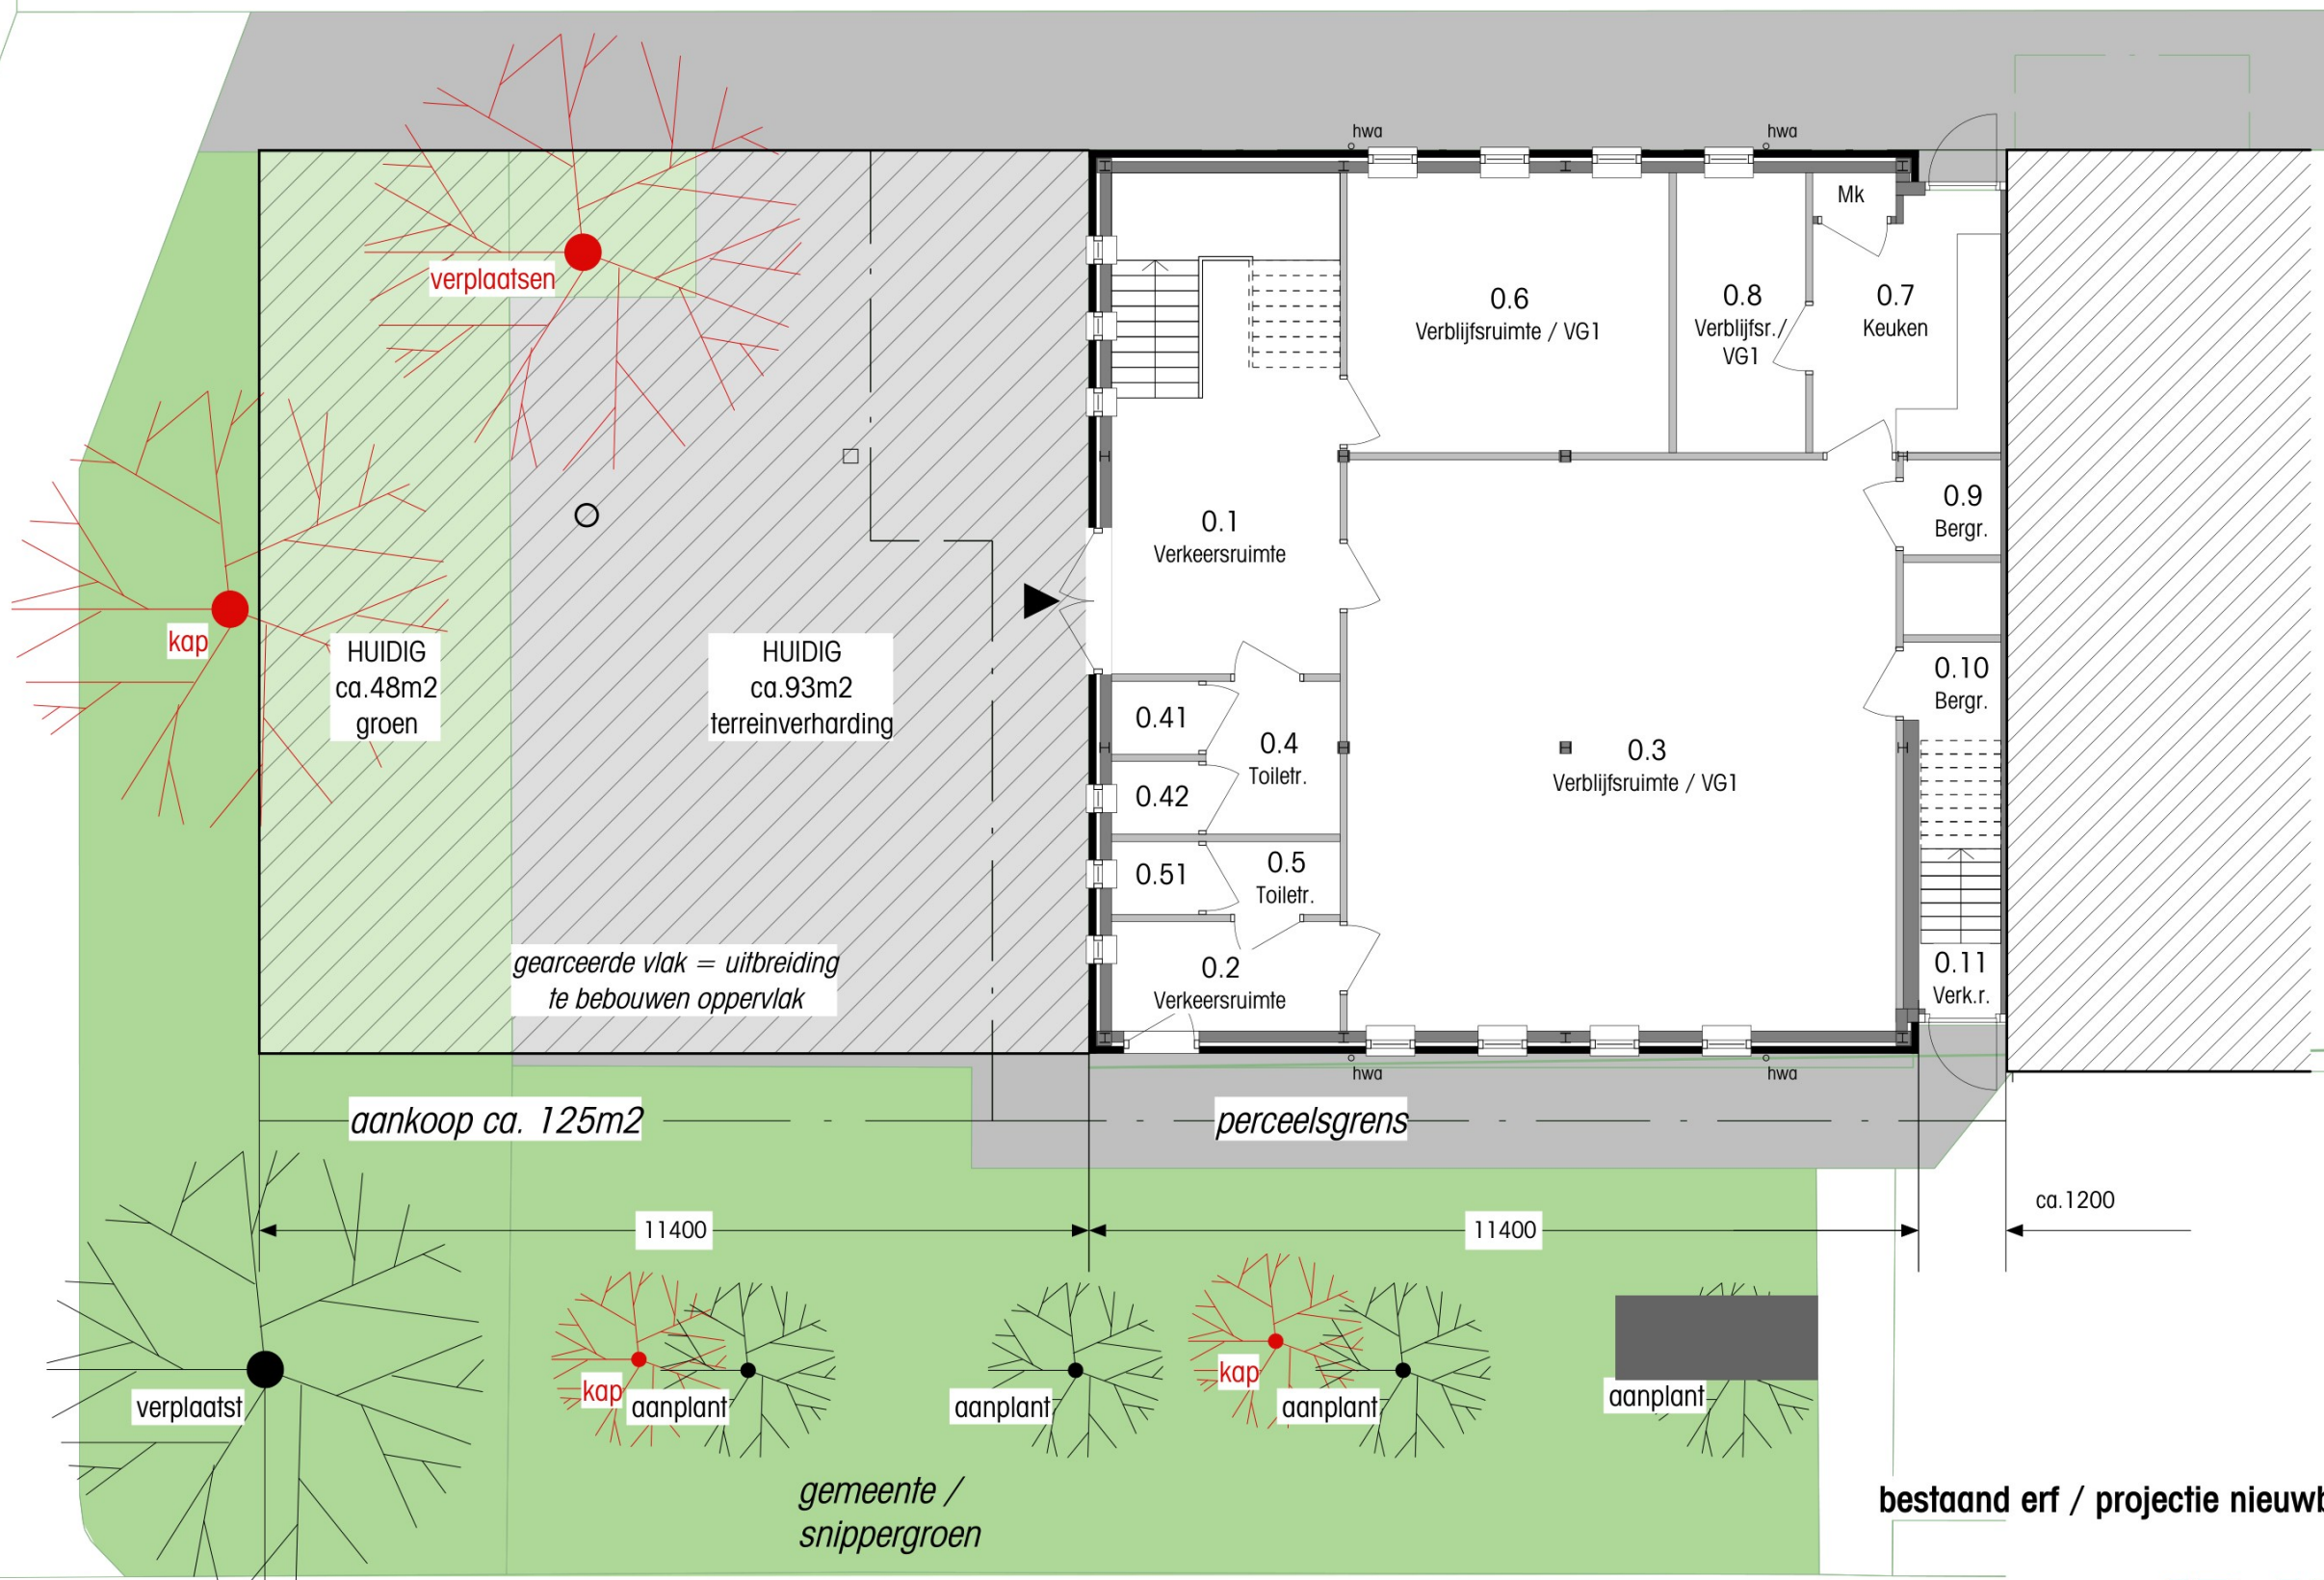 hwa
hwa
Mk
verplaatsen
0.6
Verblijfsruimte / VG1
0.8
Verblijfsr./
VG1
0.7
Keuken
0.1
Verkeersruimte
0.9
Bergr.
kap
HUIDIG
ca.48m2
groen
HUIDIG
ca.93m2
terreinverharding
0.41
0.4
Toiletr.
0.42
0.3
Verblijfsruimte / VG1
0.10
Bergr.
0.51
0.5
Toiletr.
gearceerde vlak = uitbreiding
te bebouwen oppervlak
0.2
Verkeersruimte
0.11
Verk.r.
hwa
hwa
aankoop ca. 125m2
perceelsgrens
11400
11400
ca.1200
verplaatst
kap
aanplant
aanplant
kap
aanplant
aanplant
gemeente /
snippergroen
bestaand erf / projectie nieuwb